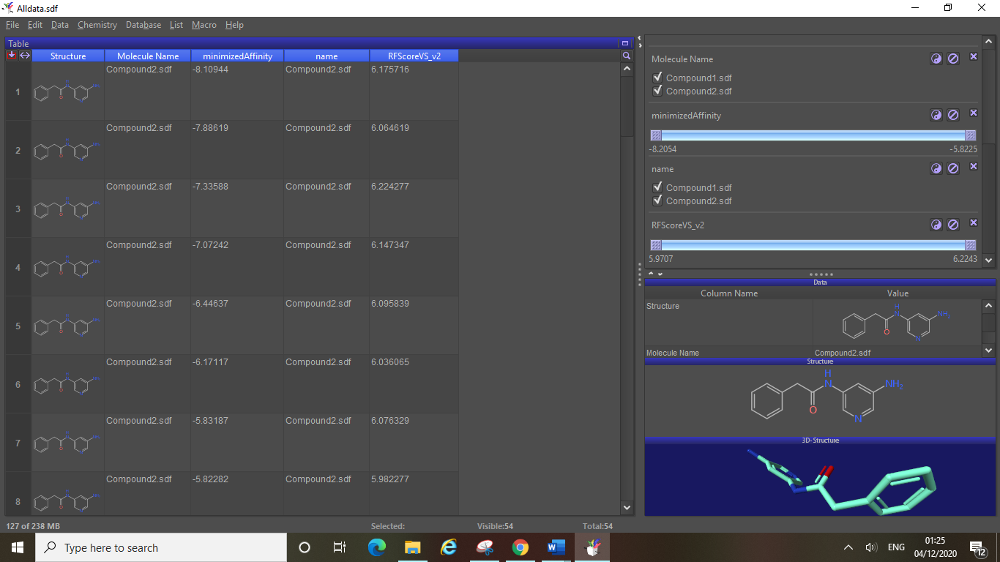 Alldata.sdf
File Edit Data Chemistry Database List Macro Help
Table
Structure Molecule Name minimizedAffinity name RFScoreVS_v2
1 Compound2.sdf -8.10944 Compound2.sdf 6.175716
2 Compound2.sdf -7.88619 Compound2.sdf 6.064619
3 Compound2.sdf -7.33588 Compound2.sdf 6.224277
4 Compound2.sdf -7.07242 Compound2.sdf 6.147347
5 Compound2.sdf -6.44637 Compound2.sdf 6.095839
6 Compound2.sdf -6.17117 Compound2.sdf 6.036065
7 Compound2.sdf -5.83187 Compound2.sdf 6.076329
8 Compound2.sdf -5.82282 Compound2.sdf 5.982277
Molecule Name
Compound1.sdf
Compound2.sdf
minimizedAffinity
-8.2054 -5.8225
name
Compound1.sdf
Compound2.sdf
RFScoreVS_v2
5.9707 6.2243
Data
Column Name Value
Structure
H
N
NH2
O
N
Molecule Name Compound2.sdf
Structure
H
N
NH2
O
N
3D-Structure
127 of 238 MB Selected: Visible:54 Total:54
Type here to search
ENG
01:25
04/12/2020
12